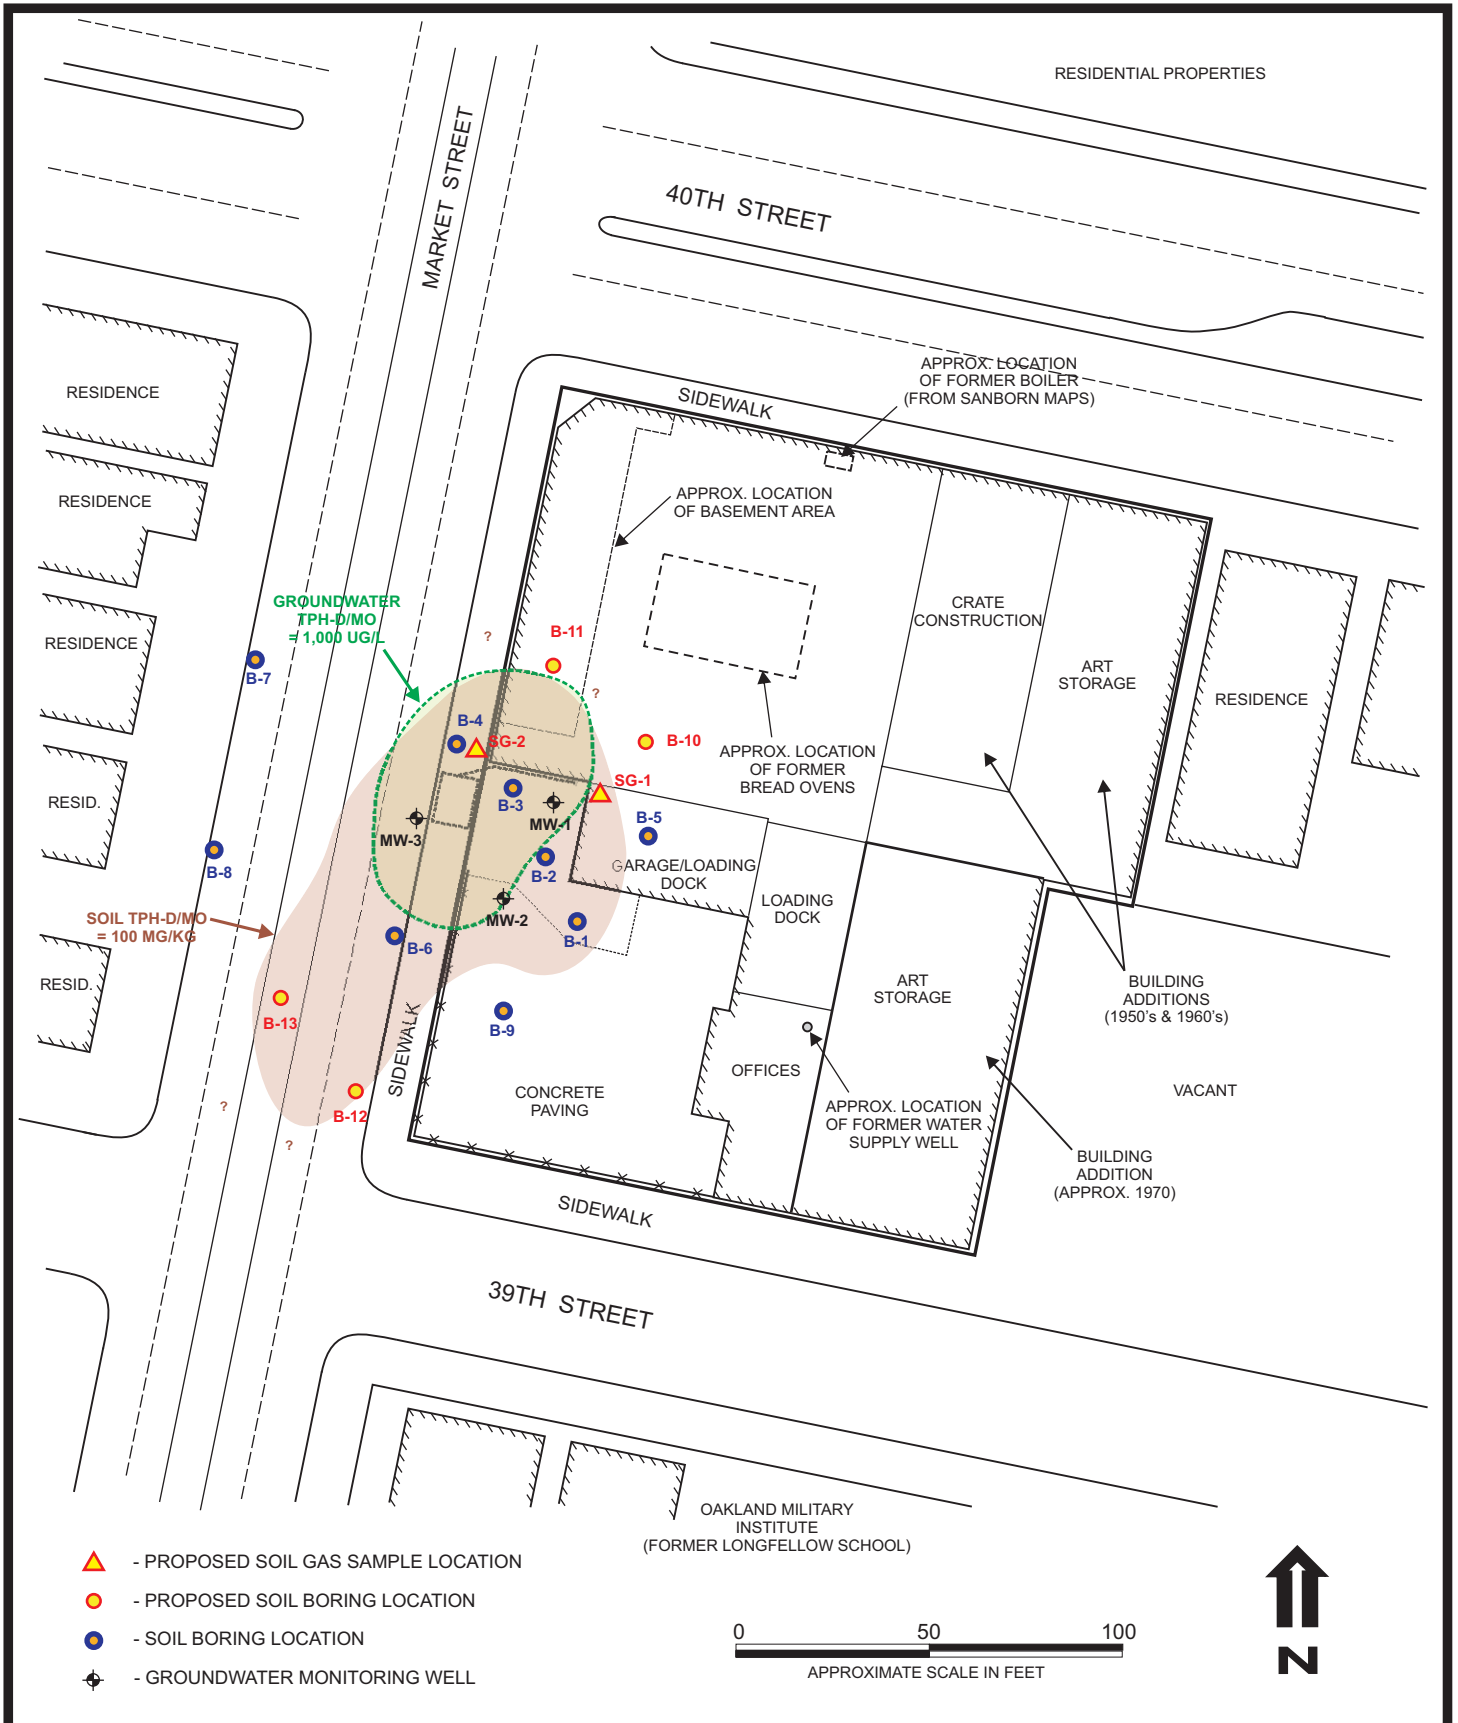 RESIDENTIAL PROPERTIES
MARKET STREET
40TH STREET
APPROX. LOCATION
OF FORMER BOILER
(FROM SANBORN MAPS)
SIDEWALK
RESIDENCE
RESIDENCE
APPROX. LOCATION
OF BASEMENT AREA
GROUNDWATER
TPH-D/MO
= 1,000 UG/L
CRATE
CONSTRUCTION
RESIDENCE
?
B-11
ART
STORAGE
B-7
?
RESIDENCE
B-4
SG-2
B-10
APPROX. LOCATION
OF FORMER
BREAD OVENS
SG-1
RESID.
B-3
MW-1
MW-3
B-5
B-8
B-2
GARAGE/LOADING
DOCK
LOADING
DOCK
SOIL TPH-D/MO
= 100 MG/KG
MW-2
B-1
B-6
RESID.
ART
STORAGE
BUILDING
ADDITIONS
(1950's & 1960's)
B-13
B-9
SIDEWALK
OFFICES
VACANT
CONCRETE
PAVING
?
B-12
APPROX. LOCATION
OF FORMER WATER
SUPPLY WELL
?
BUILDING
ADDITION
(APPROX. 1970)
SIDEWALK
39TH STREET
OAKLAND MILITARY
INSTITUTE
(FORMER LONGFELLOW SCHOOL)
- PROPOSED SOIL GAS SAMPLE LOCATION
- PROPOSED SOIL BORING LOCATION
- SOIL BORING LOCATION
- GROUNDWATER MONITORING WELL
0 50 100
APPROXIMATE SCALE IN FEET
N